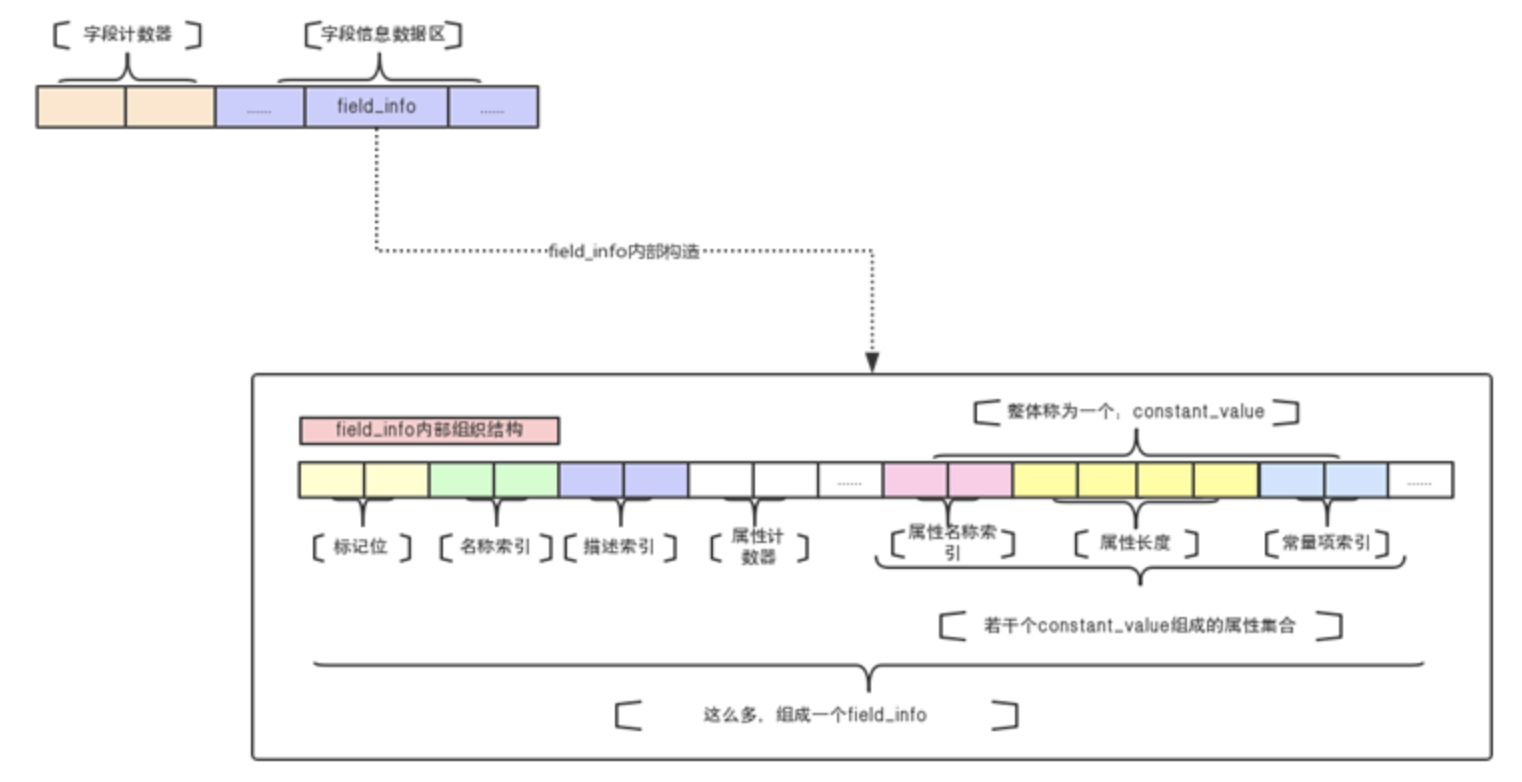 字段计数器
字段信息数据区
......
field_info
......
field_info内部构造
整体称为一个：constant_value
field_info内部组织结构
......
......
标记位
名称索引
描述索引
属性计
数器
属性名称索
引
属性长度
常量项索引
若干个constant_value组成的属性集合
这么多，组成一个field_info